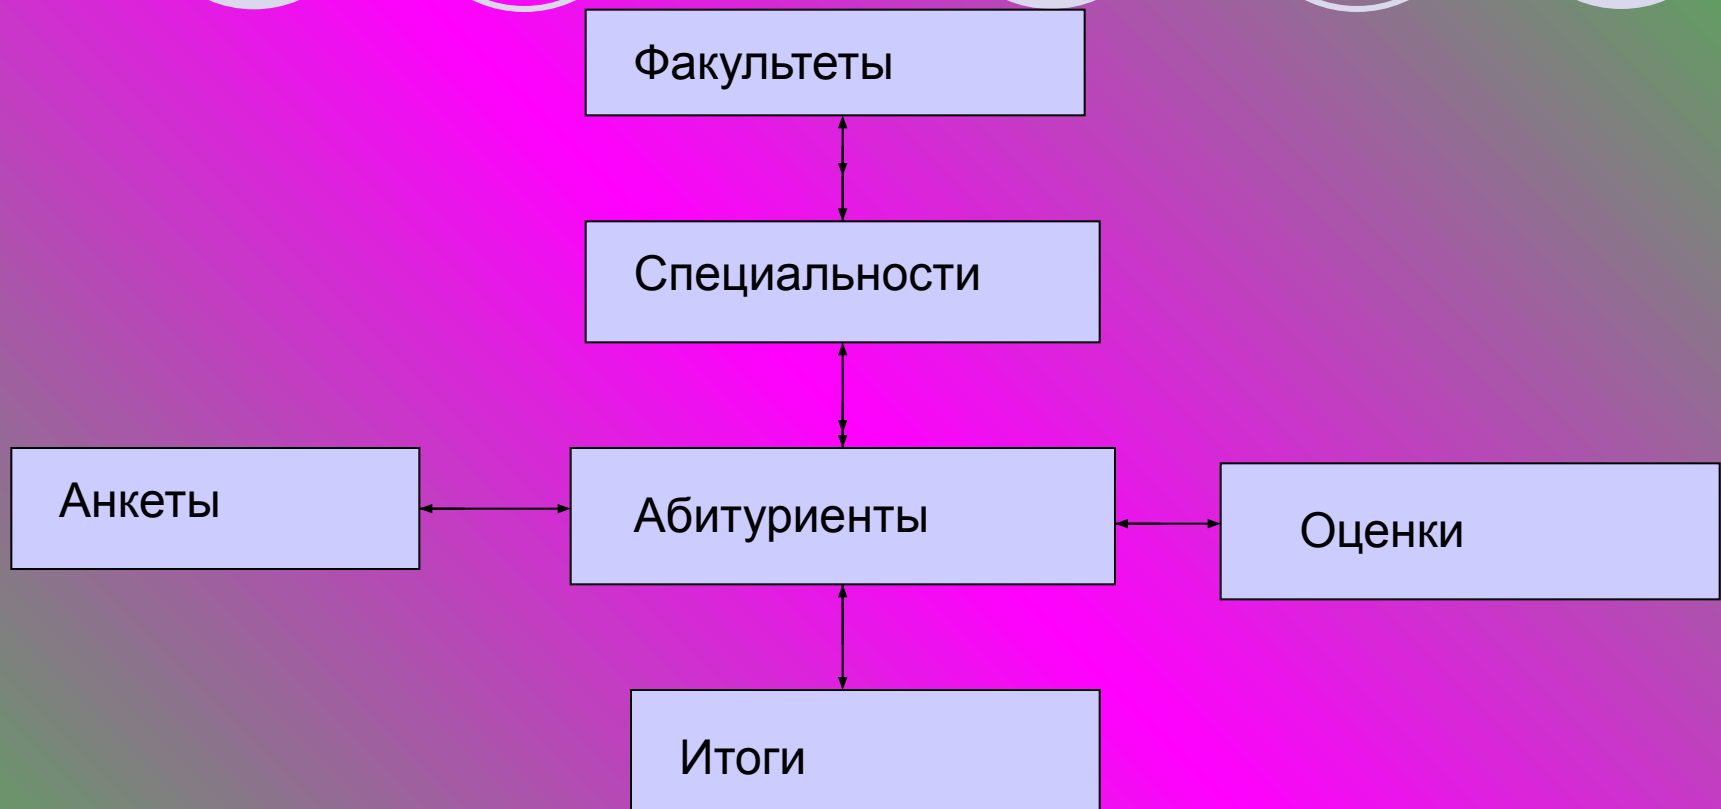 Факультеты
Специальности
Анкеты
Абитуриенты
Оценки
Итоги